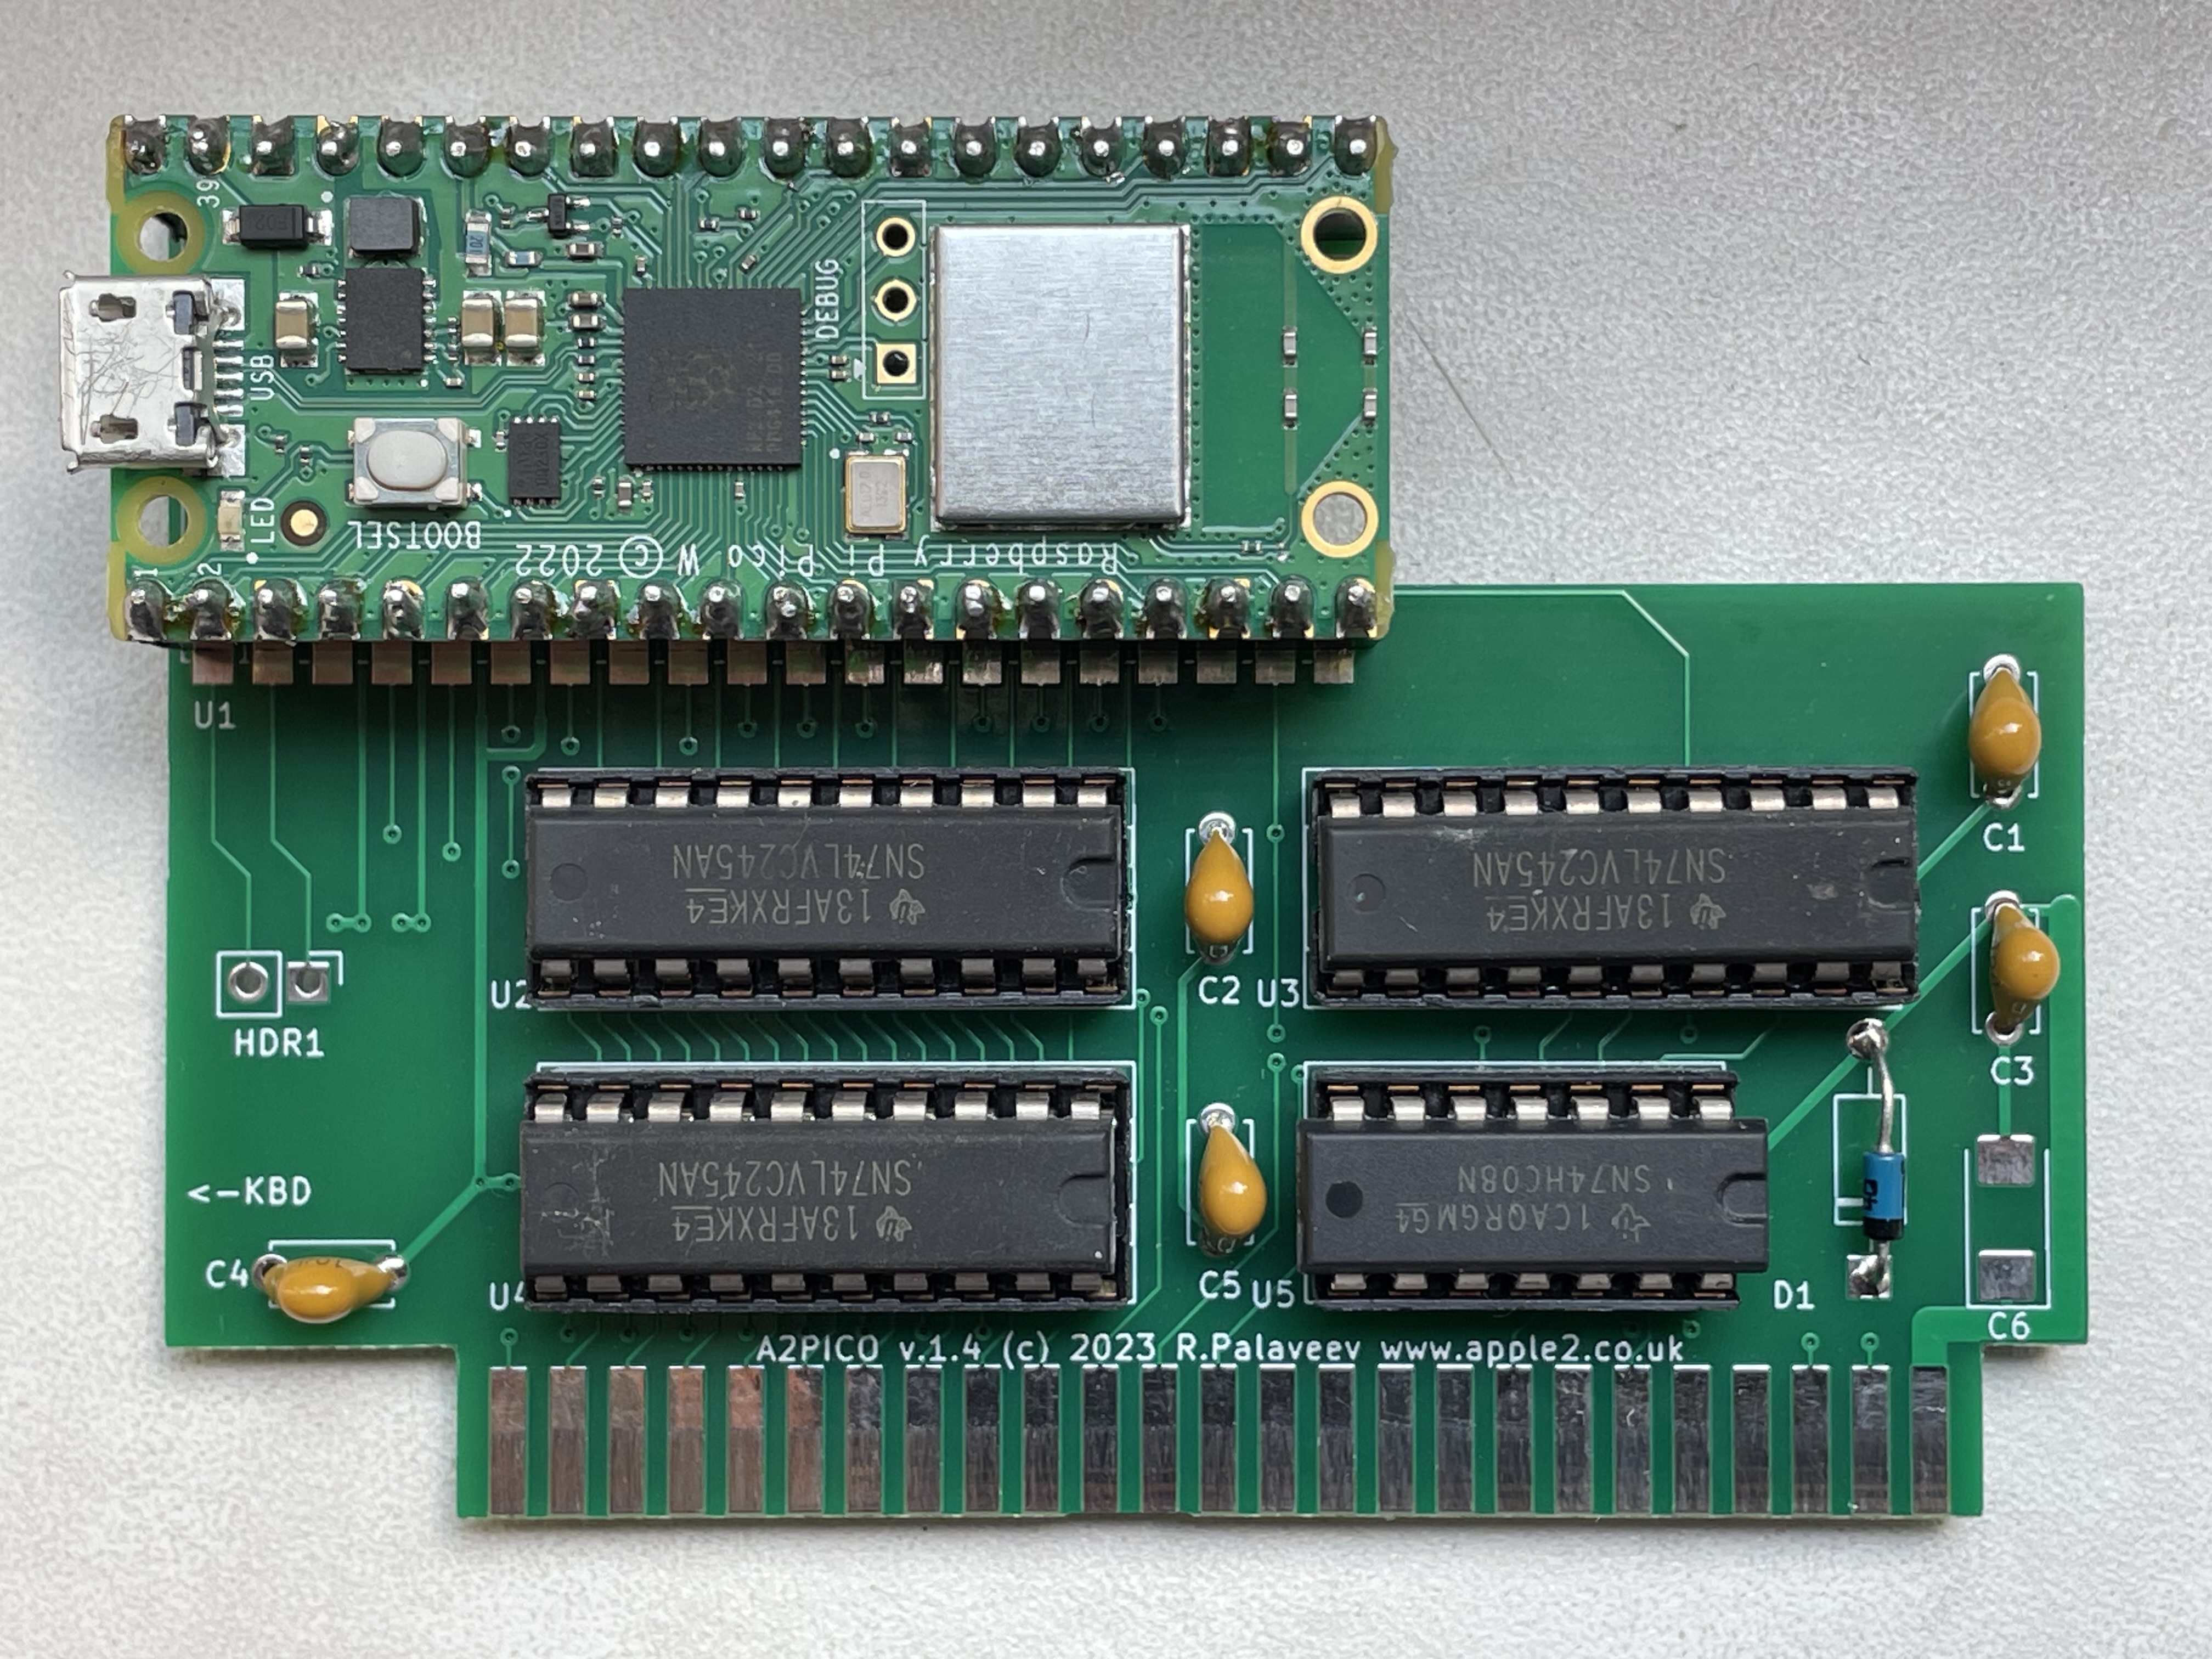 39
DEBUG
USB
LED
BOOTSEL
1
2
Raspberry Pi Pico W © 2022
U1
SN74LVC245AN
13AFRXKE4
SN74LVC245AN
13AFRXKE4
C1
U2
C2
U3
HDR1
C3
<-KBD
SN74LVC245AN
13AFRXKE4
SN74HC08N
1CAQRGMG4
C4
U4
C5
U5
D1
C6
A2PICO v.1.4 (c) 2023 R.Palaveev www.apple2.co.uk